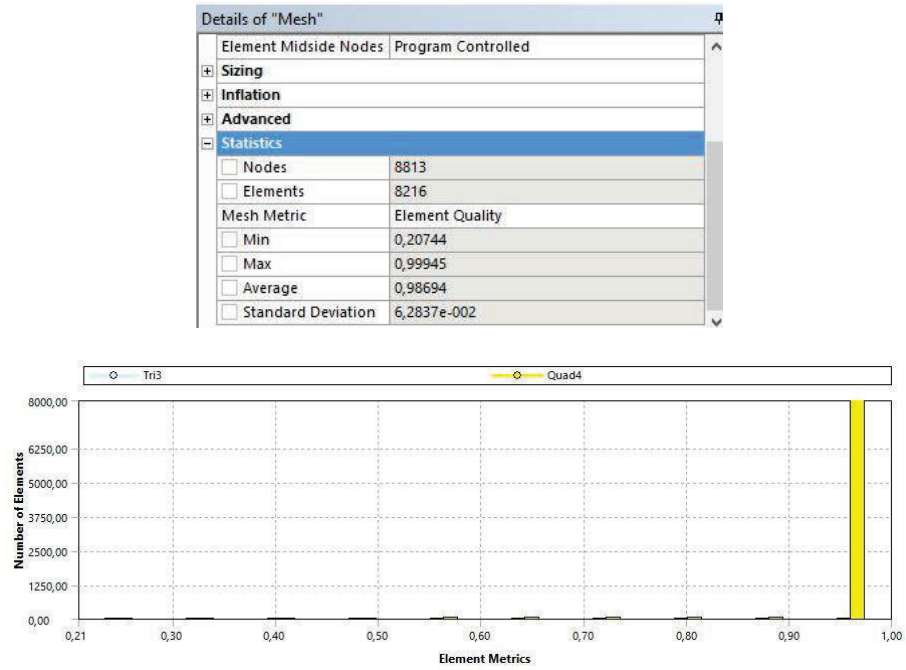 Details of "Mesh"
Element Midside Nodes Program Controlled
Sizing
Inflation
Advanced
Statistics
Nodes 8813
Elements 8216
Mesh Metric Element Quality
Min 0,20744
Max 0,99945
Average 0,98694
Standard Deviation 6,2837e-002
Tri3 Quad4
8000,00
6250,00
5000,00
3750,00
2500,00
1250,00
0,00
Number of Elements
0,21 0,30 0,40 0,50 0,60 0,70 0,80 0,90 1,00
Element Metrics